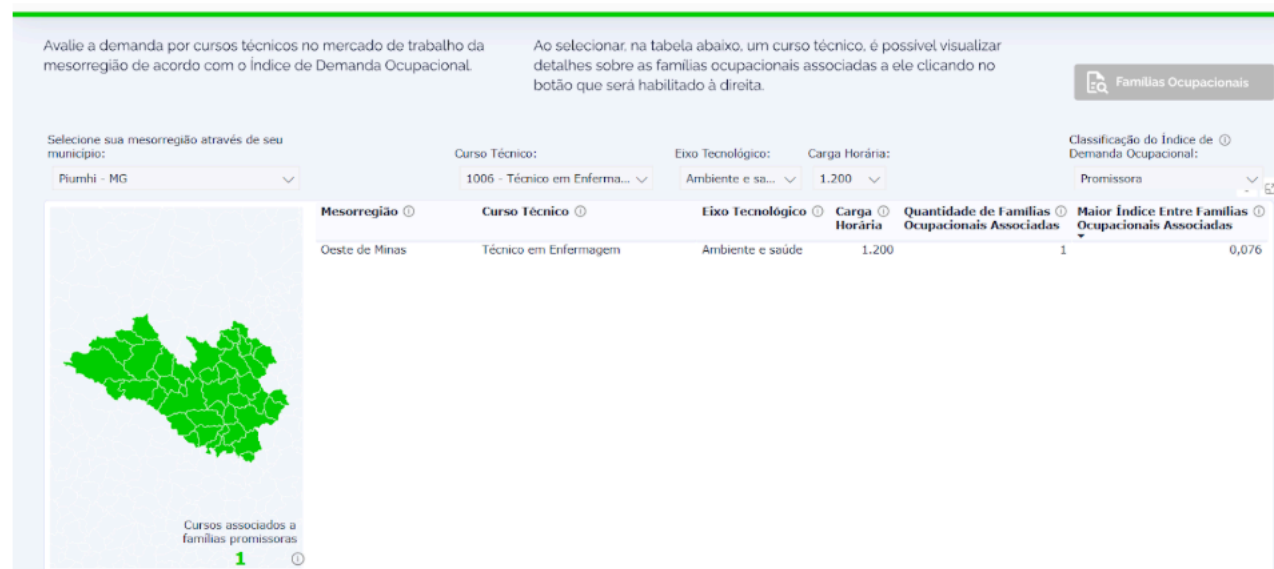 Avalie a demanda por cursos técnicos no mercado de trabalho da
mesorregião de acordo com o Índice de Demanda Ocupacional.
Ao selecionar, na tabela abaixo, um curso técnico, é possível visualizar
detalhes sobre as famílias ocupacionais associadas a ele clicando no
botão que será habilitado à direita.
Famílias Ocupacionais
Selecione sua mesorregião através de seu
município:
Piumhi - MG
Curso Técnico:
1006 - Técnico em Enferma...
Eixo Tecnológico:
Ambiente e sa...
Carga Horária:
1.200
Classificação do Índice de
Demanda Ocupacional:
Promissora
Mesorregião
Curso Técnico
Eixo Tecnológico
Carga
Horária
Quantidade de Famílias
Ocupacionais Associadas
Maior Índice Entre Famílias
Ocupacionais Associadas
Oeste de Minas
Técnico em Enfermagem
Ambiente e saúde
1.200
1
0,076
Cursos associados a
famílias promissoras
1